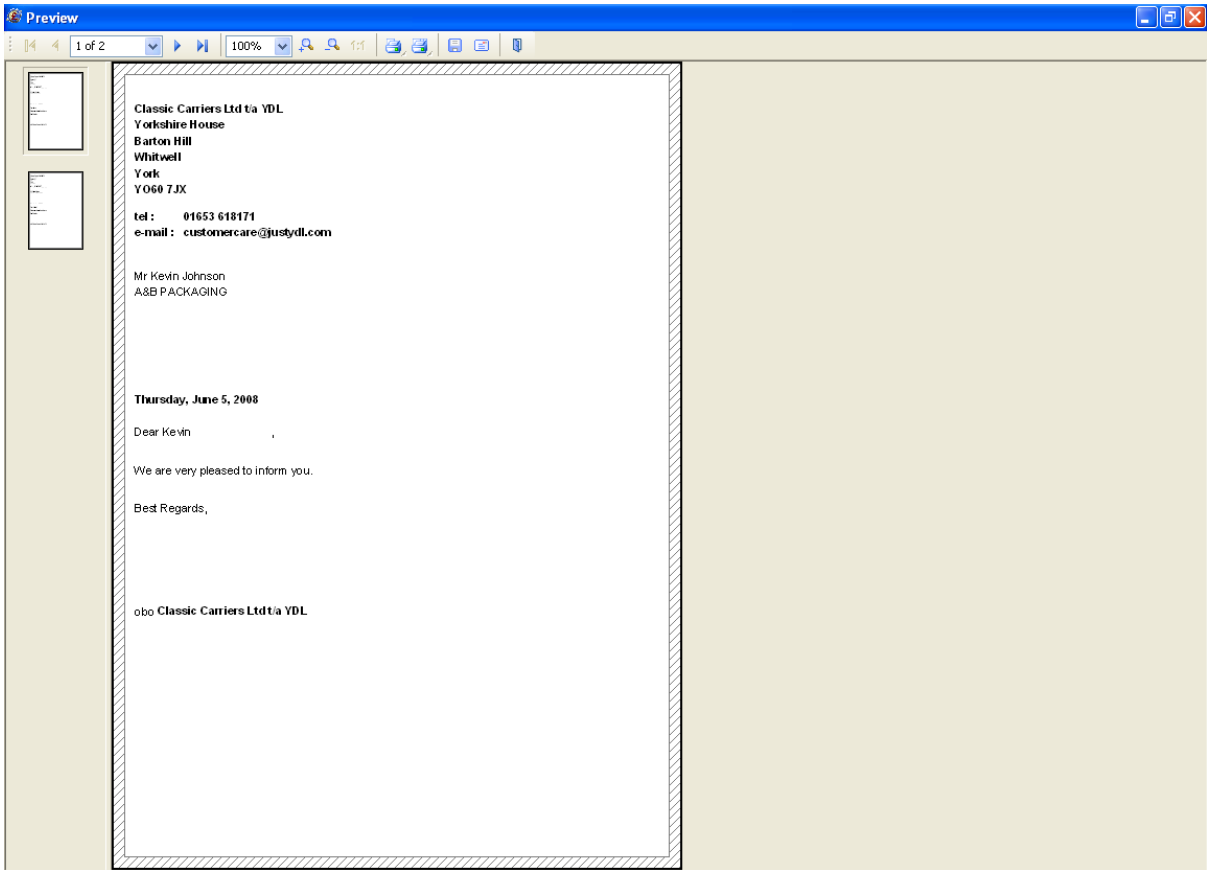 Preview
1 of 2
100%
1:1
Classic Carriers Ltd t/a YDL
Yorkshire House
Barton Hill
Whitwell
York
YO60 7JX
tel : 01653 618171
e-mail : customercare@justydl.com
Mr Kevin Johnson
A&B PACKAGING
Thursday, June 5, 2008
Dear Kevin ,
We are very pleased to inform you.
Best Regards,
obo Classic Carriers Ltd t/a YDL